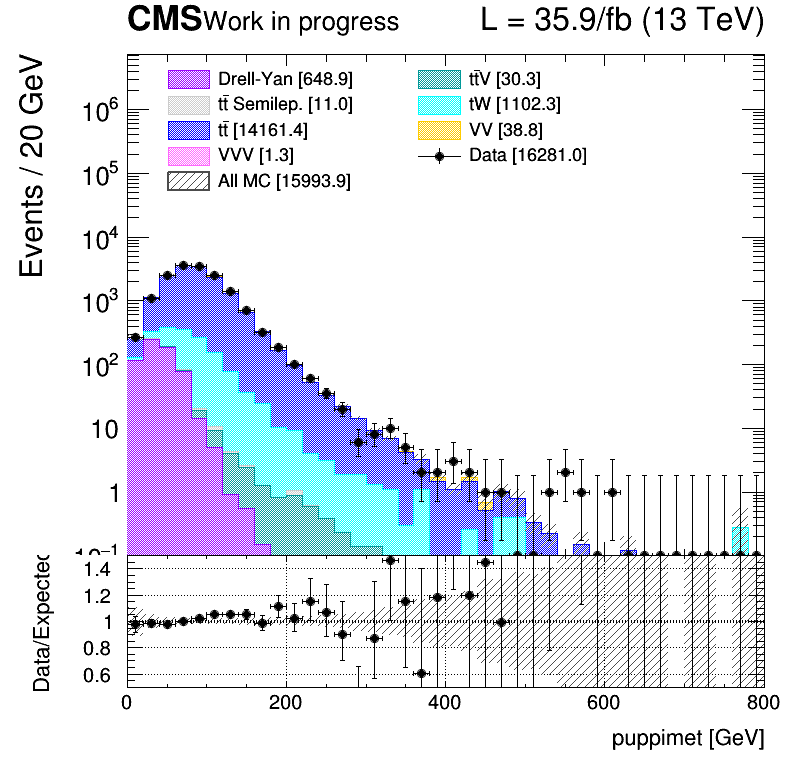 CMS Work in progress L = 35.9/fb (13 TeV)
Events / 20 GeV
Drell-Yan [648.9]
tt̄ Semilep. [11.0]
tt̄ [14161.4]
VVV [1.3]
All MC [15993.9]
tt̄V [30.3]
tW [1102.3]
VV [38.8]
Data [16281.0]
10⁶
10⁵
10⁴
10³
10²
10
1
10⁻¹
Data/Expected
1.4
1.2
1
0.8
0.6
0 200 400 600 800
puppimet [GeV]